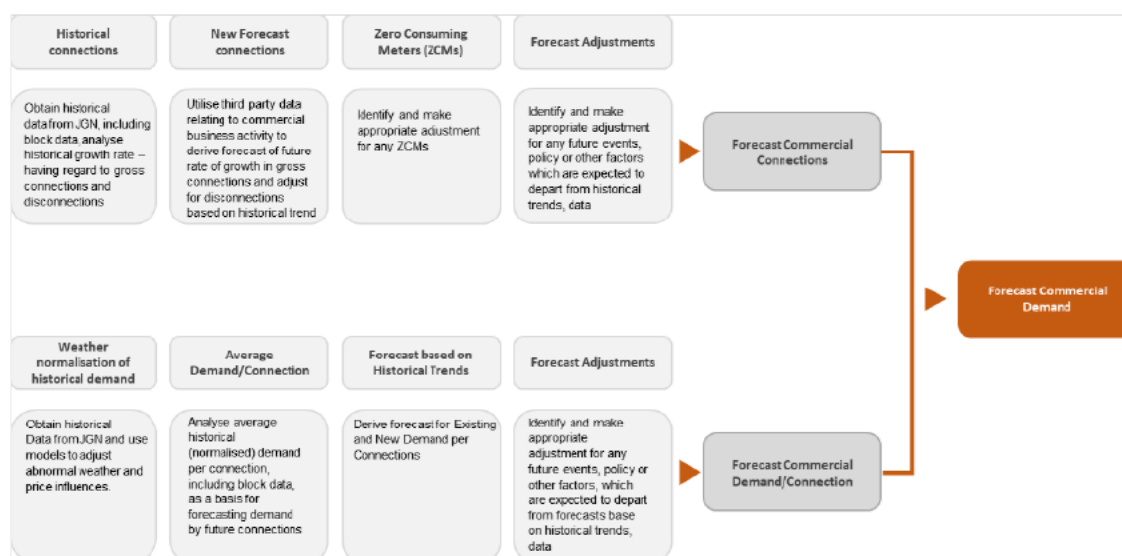 Historical
connections
New Forecast
connections
Zero Consuming
Meters (ZCMs)
Forecast Adjustments
Obtain historical
data from JGN, including
block data, analyse
historical growth rate –
having regard to gross
connections and
disconnections
Utilise third party data
relating to commercial
business activity to
derive forecast of future
rate of growth in gross
connections and adjust
for disconnections
based on historical trend
Identify and make
appropriate adjustment
for any ZCMs
Identify and make
appropriate adjustment
for any future events,
policy or other factors
which are expected to
depart from historical
trends, data
Forecast Commercial
Connections
Forecast Commercial
Demand
Weather
normalisation of
historical demand
Average
Demand/Connection
Forecast based on
Historical Trends
Forecast Adjustments
Obtain historical
Data from JGN and use
models to adjust
abnormal weather and
price influences.
Analyse average
historical
(normalised) demand
per connection,
including block data,
as a basis for
forecasting demand
by future connections
Derive forecast for Existing
and New Demand per
Connections
Identify and make
appropriate
adjustment for any
future events, policy or
other factors, which
are expected to depart
from forecasts base
on historical trends,
data
Forecast Commercial
Demand/Connection